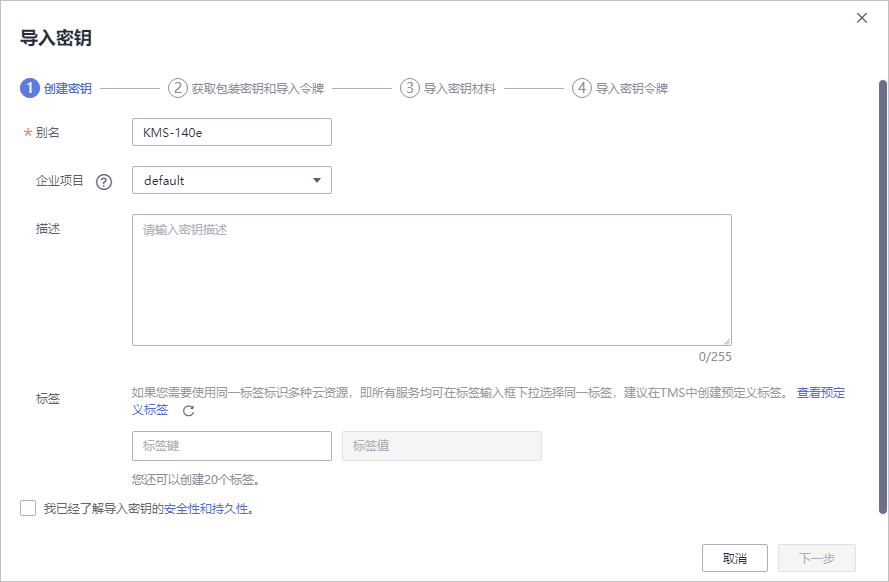 导入密钥
1 创建密钥 2 获取包装密钥和导入令牌 3 导入密钥材料 4 导入密钥令牌
* 别名 KMS-140e
企业项目 ? default
描述 请输入密钥描述
0/255
标签 如果您需要使用同一标签标识多种云资源，即所有服务均可在标签输入框下拉选择同一标签，建议在TMS中创建预定义标签。 查看预定
义标签
标签键 标签值
您还可以创建20个标签。
我已经了解导入密钥的安全性和持久性。
取消 下一步